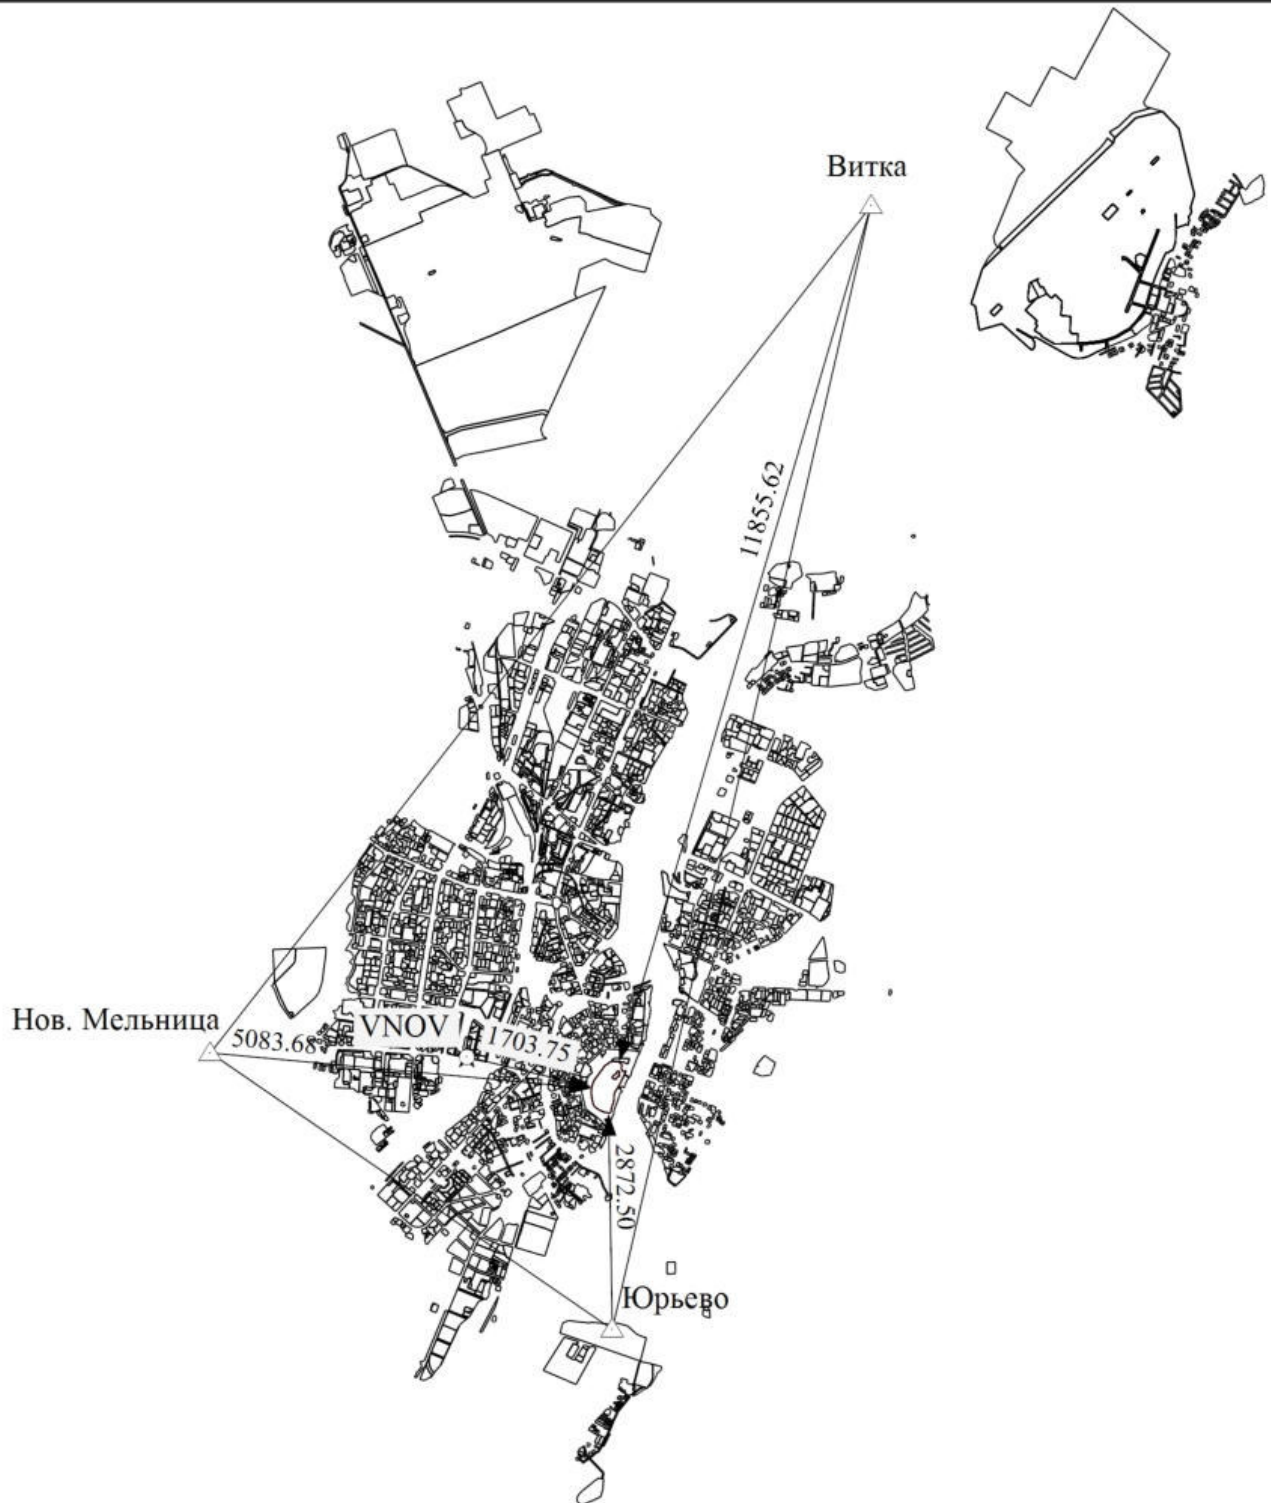 Витка
11855.62
Нов. Мельница
5083.68
VNOV
1703.75
2872.50
Юрьево